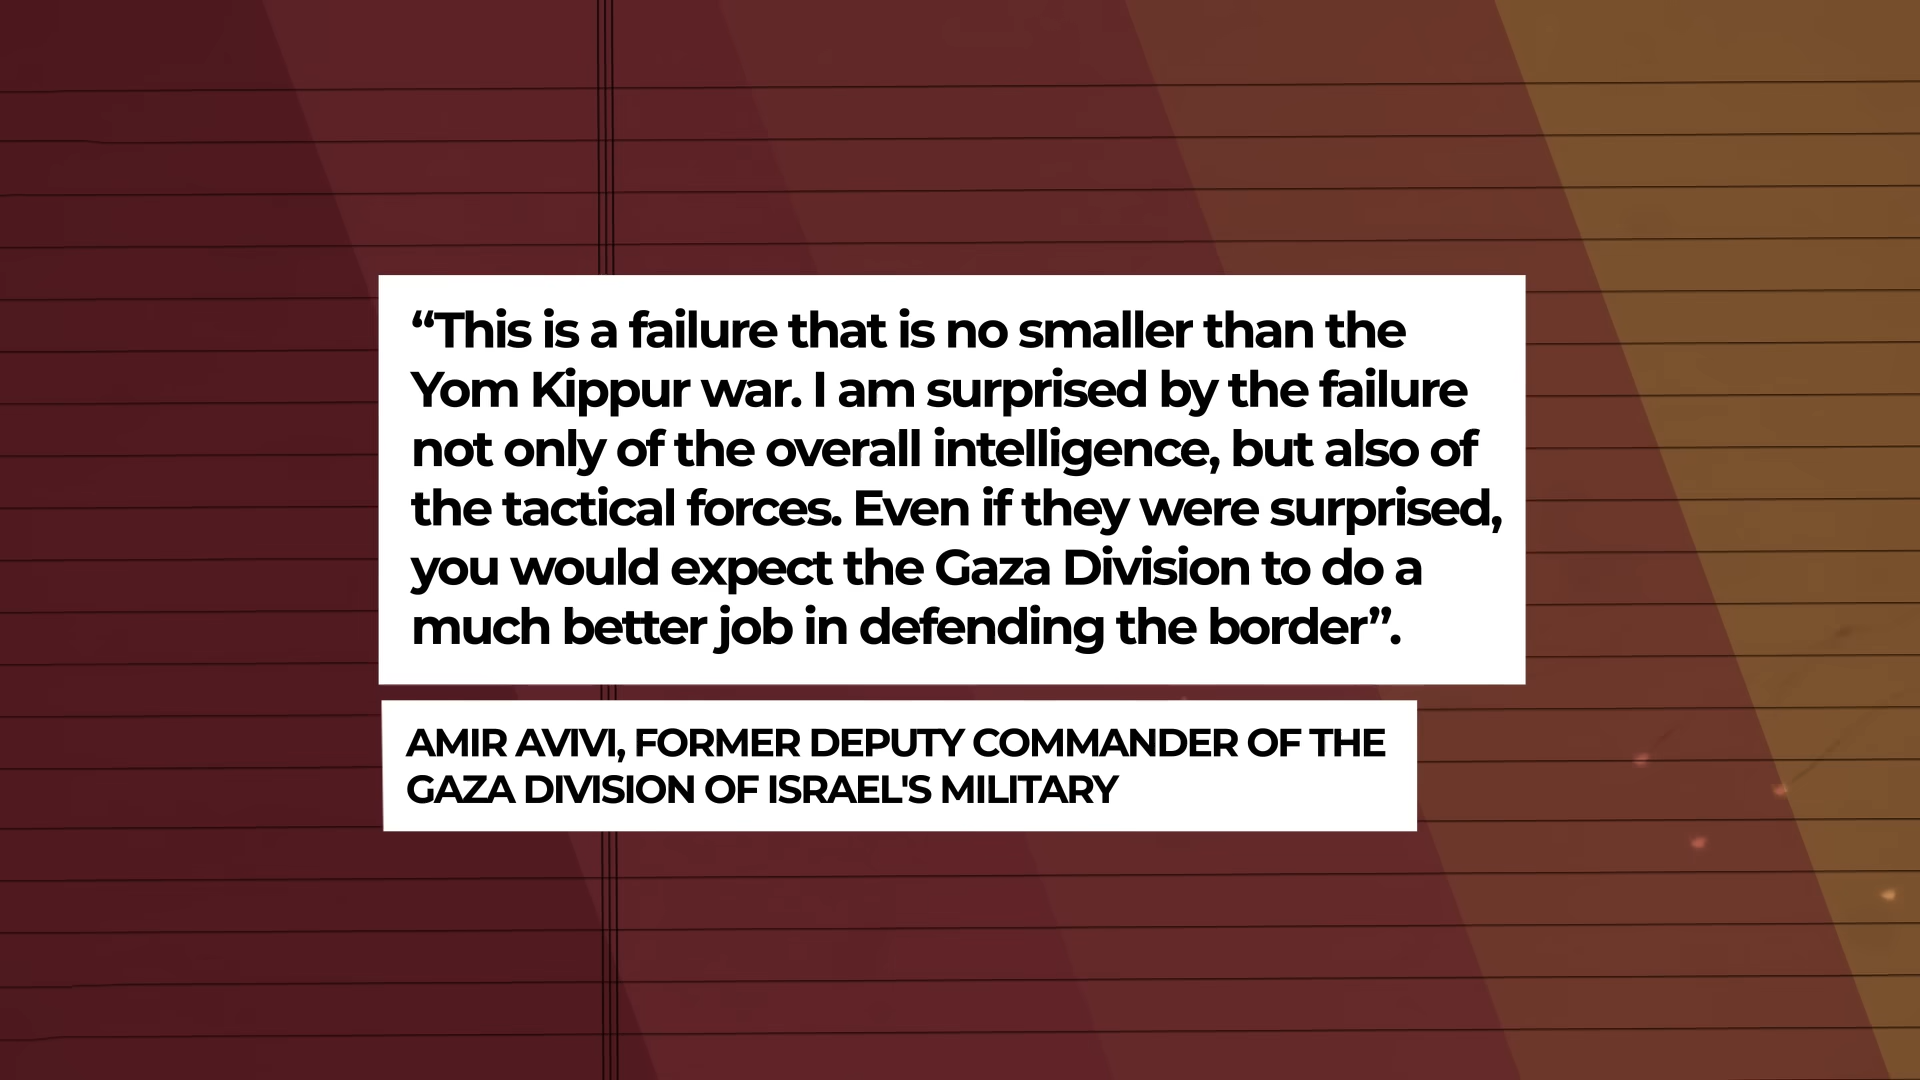 “This is a failure that is no smaller than the
Yom Kippur war. I am surprised by the failure
not only of the overall intelligence, but also of
the tactical forces. Even if they were surprised,
you would expect the Gaza Division to do a
much better job in defending the border”.
AMIR AVIVI, FORMER DEPUTY COMMANDER OF THE
GAZA DIVISION OF ISRAEL'S MILITARY